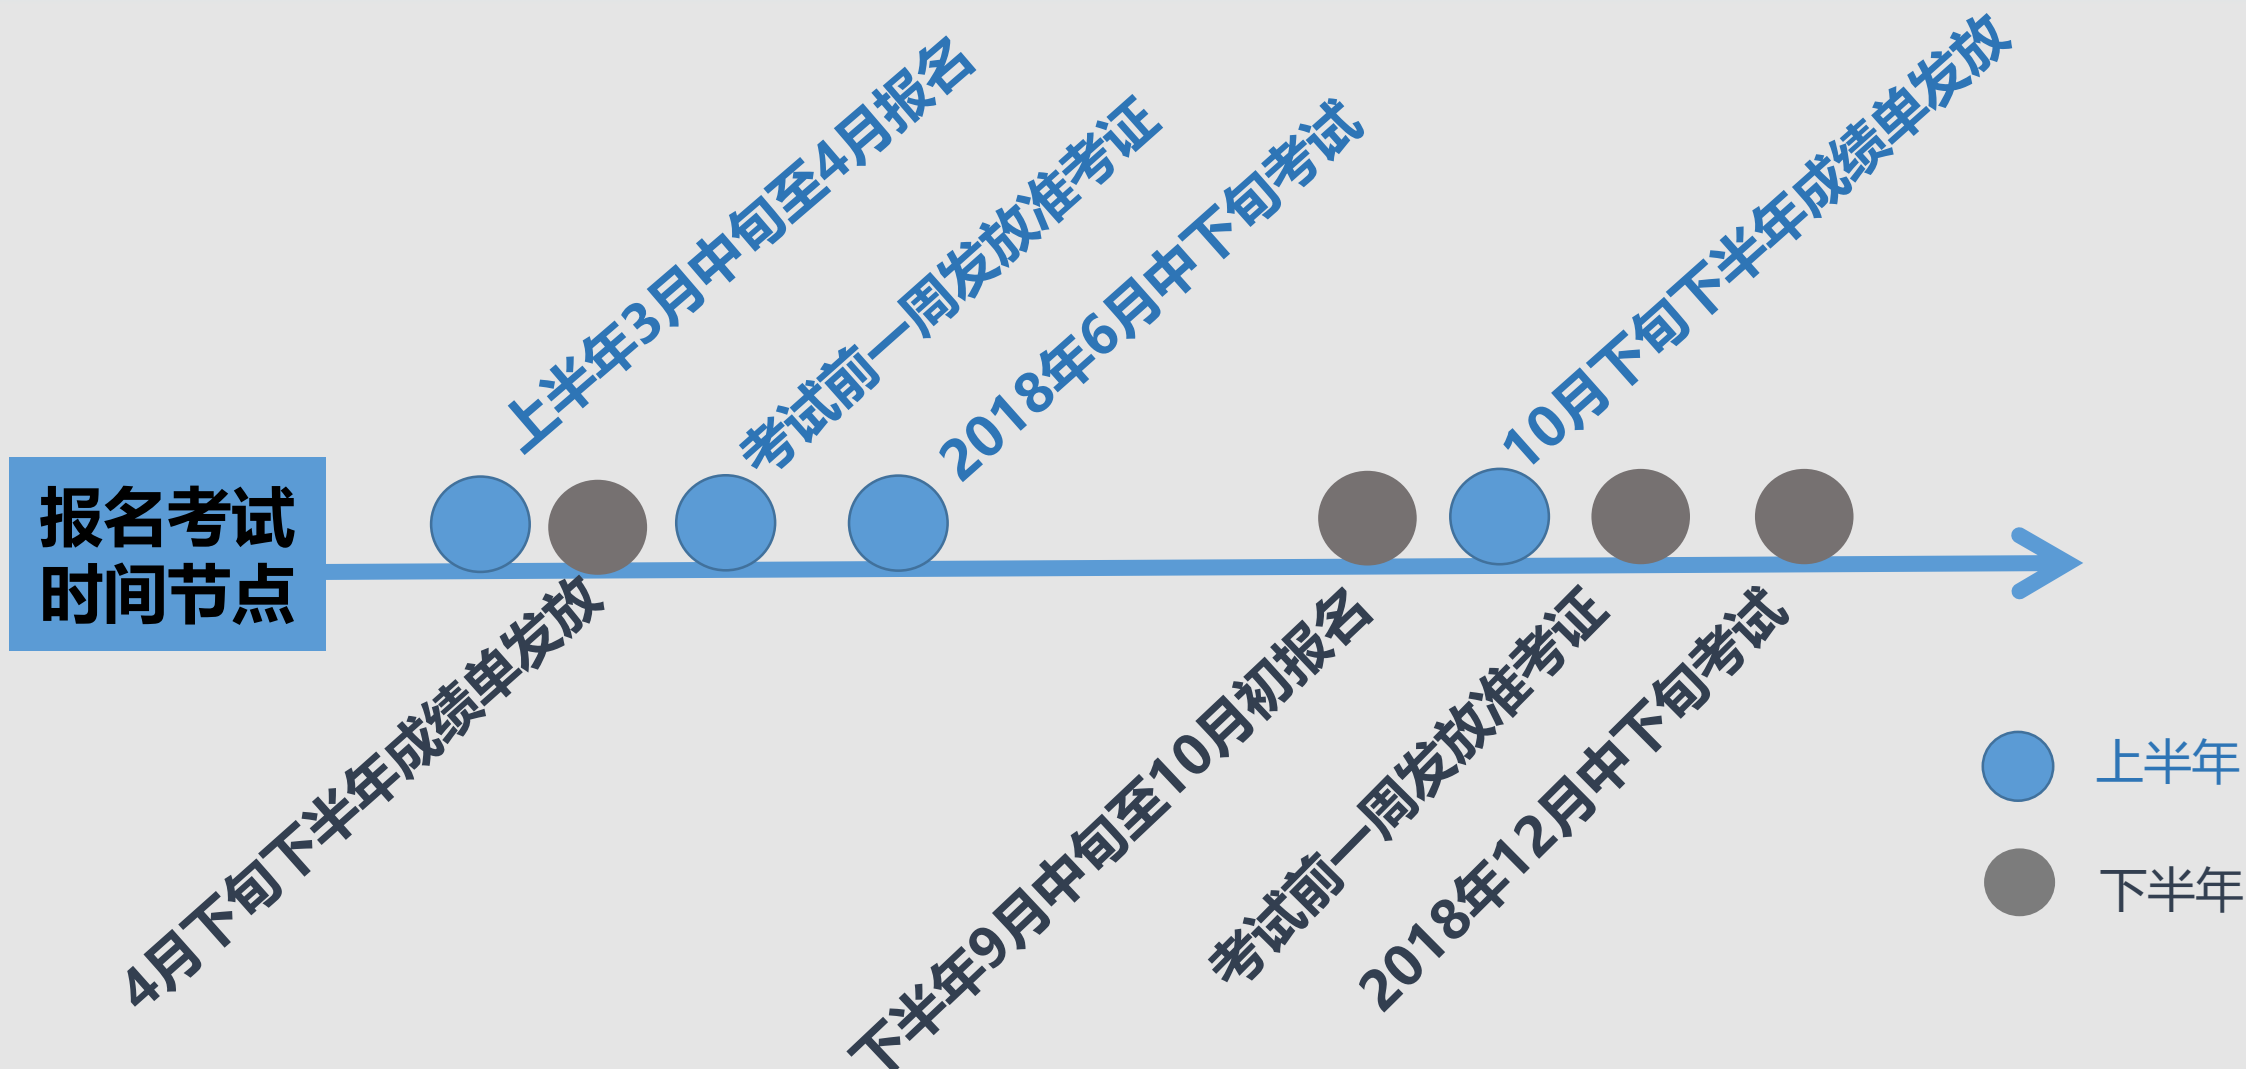 报名考试
时间节点
上半年3月中旬至4月报名
考试前一周发放准考证
2018年6月中下旬考试
10月下旬下半年成绩单发放
4月下旬下半年成绩单发放
下半年9月中旬至10月初报名
考试前一周发放准考证
2018年12月中下旬考试
上半年
下半年